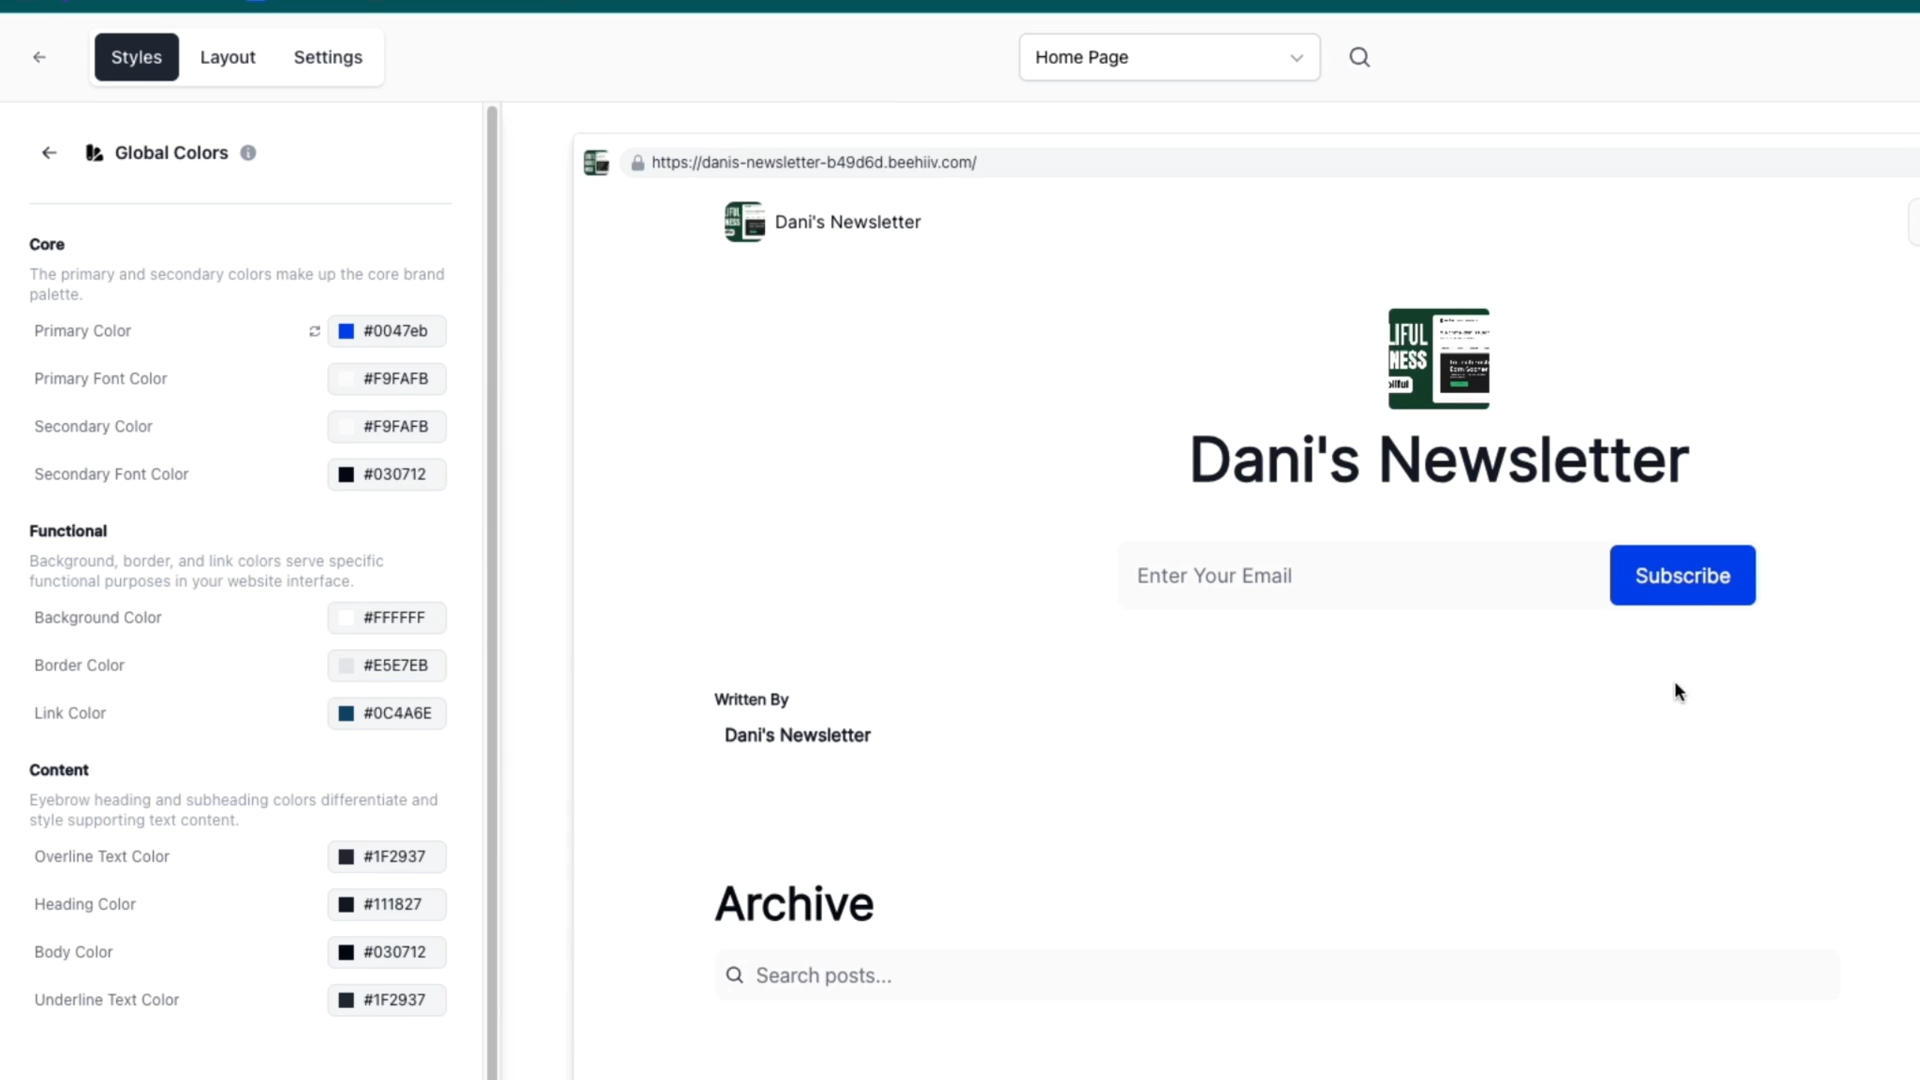 Styles
Layout
Settings
Home Page
Global Colors
https://danis-newsletter-b49d6d.beehiiv.com/
Dani's Newsletter
Core
The primary and secondary colors make up the core brand
palette.
Primary Color #0047eb
Primary Font Color #F9FAFB
Secondary Color #F9FAFB
Secondary Font Color #030712
Functional
Background, border, and link colors serve specific
functional purposes in your website interface.
Background Color #FFFFFF
Border Color #E5E7EB
Link Color #0C4A6E
Content
Eyebrow heading and subheading colors differentiate and
style supporting text content.
Overline Text Color #1F2937
Heading Color #111827
Body Color #030712
Underline Text Color #1F2937
LIFUL
NESS
Dani's Newsletter
Enter Your Email
Subscribe
Written By
Dani's Newsletter
Archive
Search posts...